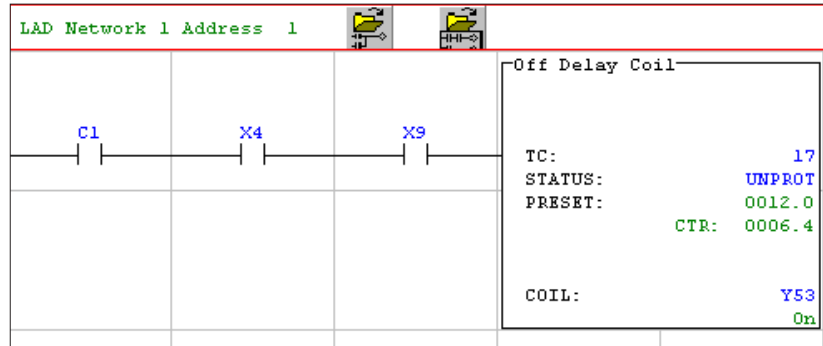 LAD Network 1 Address 1
Off Delay Coil
C1 X4 X9
TC: 17
STATUS: UNPROT
PRESET: 0012.0
CTR: 0006.4
COIL: Y53
On